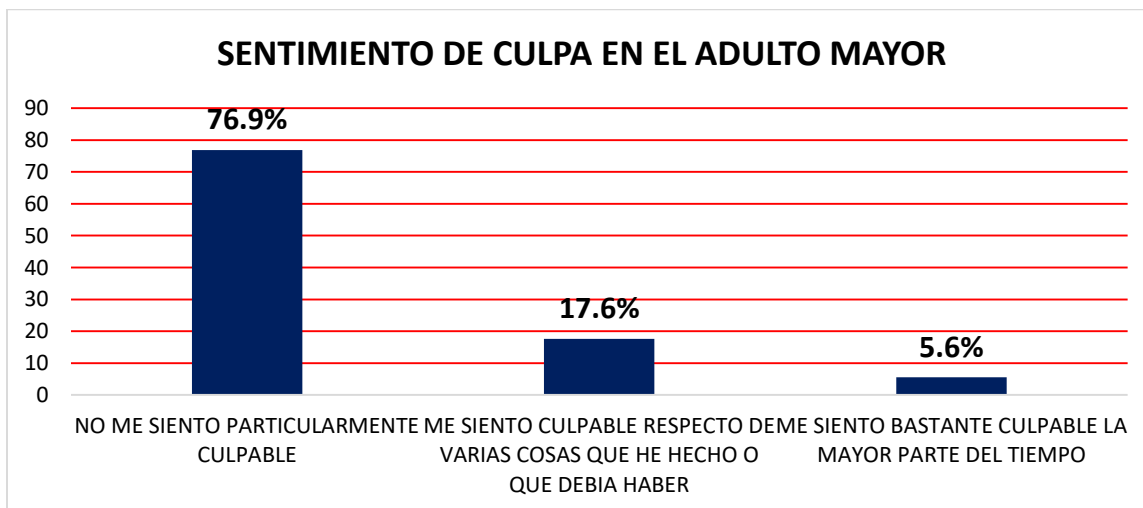 SENTIMIENTO DE CULPA EN EL ADULTO MAYOR
90
80
70
60
50
40
30
20
10
0
76.9%
17.6%
5.6%
NO ME SIENTO PARTICULARMENTE
CULPABLE
ME SIENTO CULPABLE RESPECTO DE
VARIAS COSAS QUE HE HECHO O
QUE DEBIA HABER
ME SIENTO BASTANTE CULPABLE LA
MAYOR PARTE DEL TIEMPO